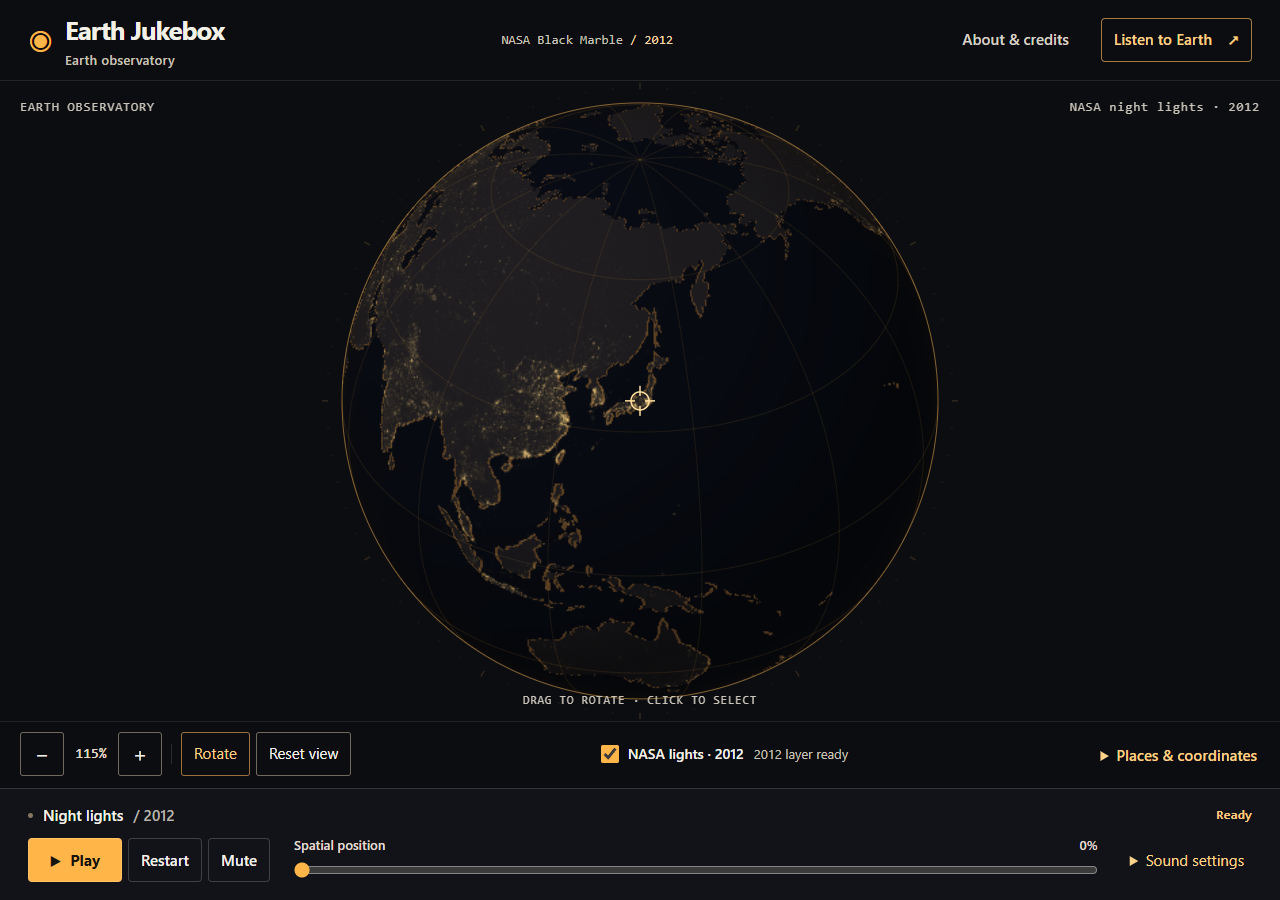 Earth Jukebox
Earth observatory
NASA Black Marble / 2012
About & credits
Listen to Earth ↗
EARTH OBSERVATORY
NASA night lights · 2012
DRAG TO ROTATE · CLICK TO SELECT
− 115% +
Rotate
Reset view
NASA lights · 2012 2012 layer ready
▶ Places & coordinates
• Night lights / 2012
Ready
▶ Play
Restart
Mute
Spatial position
0%
▶ Sound settings